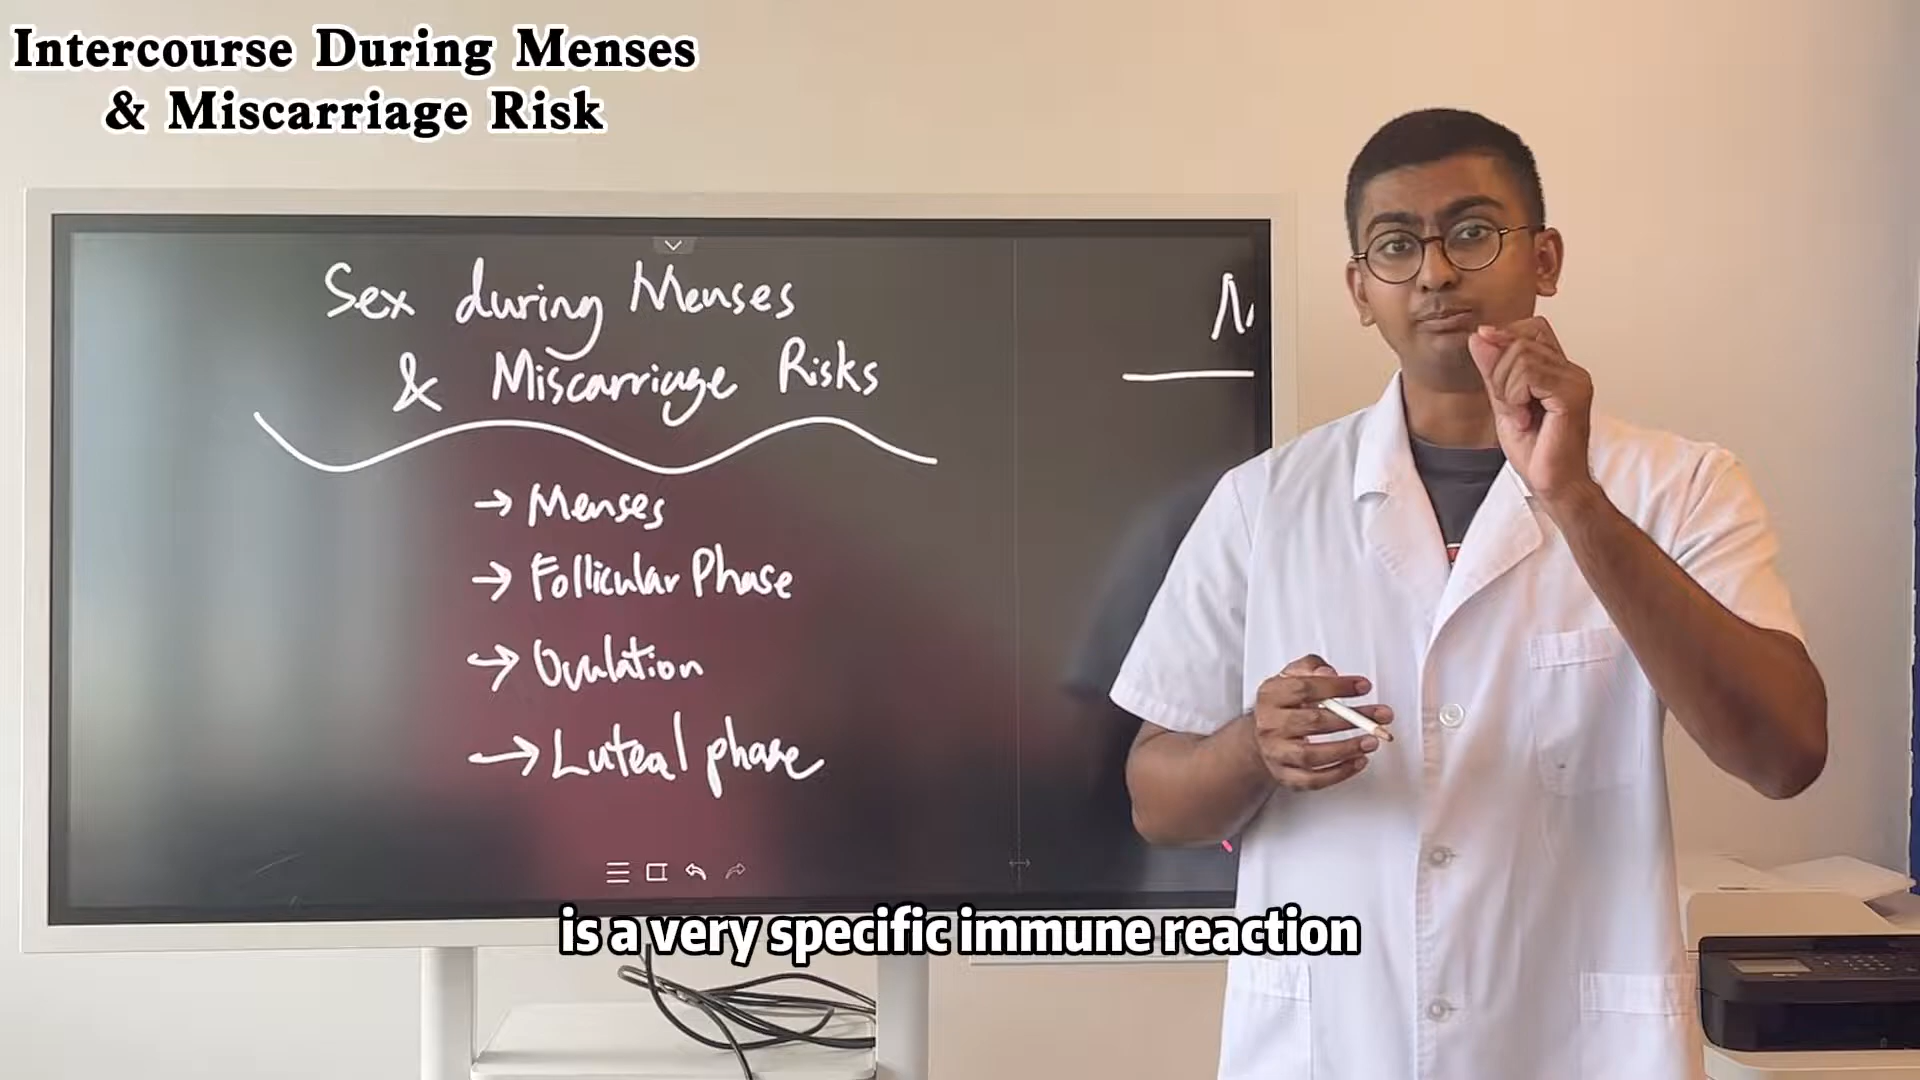 Intercourse During Menses
& Miscarriage Risk
Sex during Menses
& Miscarriage Risks
→ Menses
→ Follicular Phase
→ Ovulation
→ Luteal phase
is a very specific immune reaction